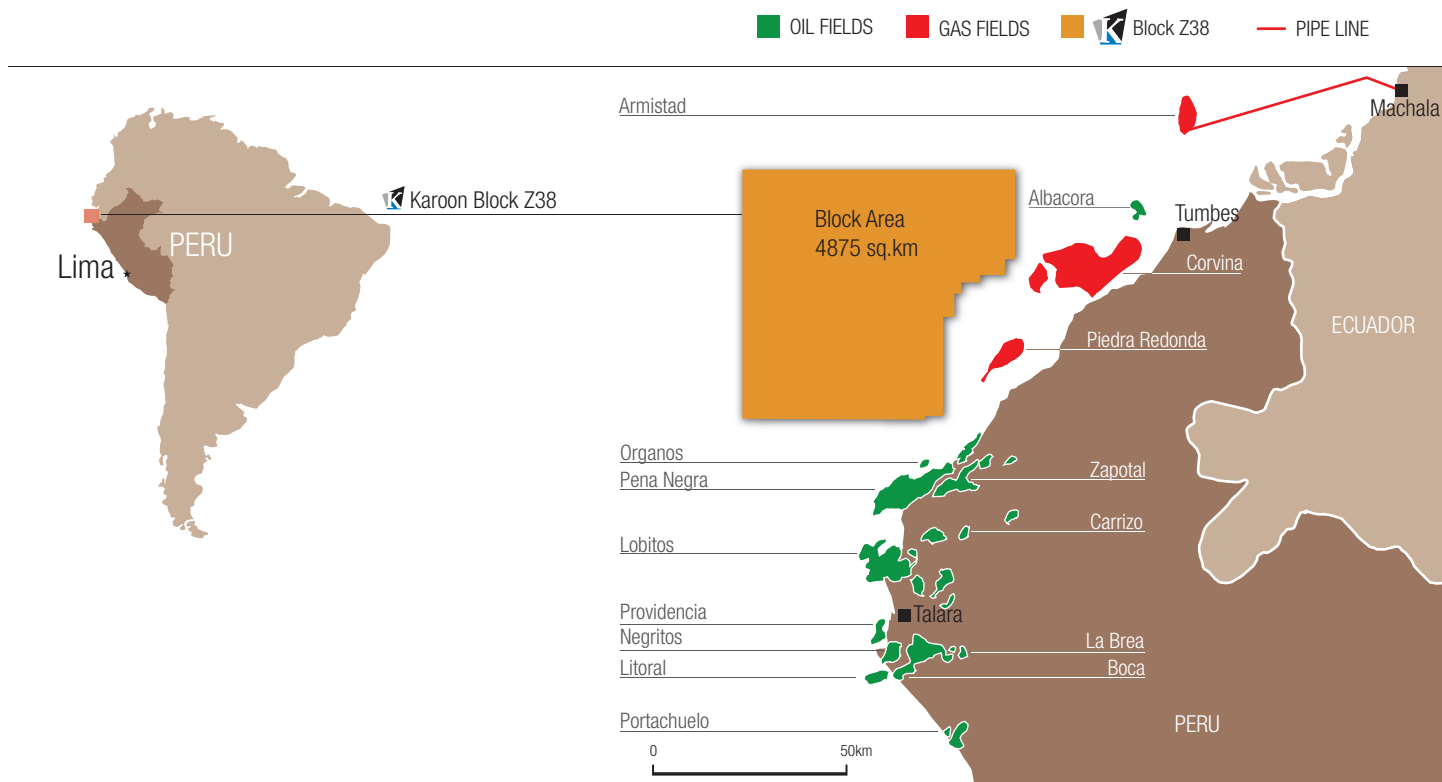 OIL FIELDS
GAS FIELDS
K Block Z38
PIPE LINE
Armistad
Machala
K Karoon Block Z38
Albacora
Block Area
4875 sq.km
Tumbes
PERU
Lima
Corvina
ECUADOR
Piedra Redonda
Organos
Pena Negra
Zapotal
Carrizo
Lobitos
Providencia
Talara
Negritos
La Brea
Litoral
Boca
Portachuelo
PERU
0 50km